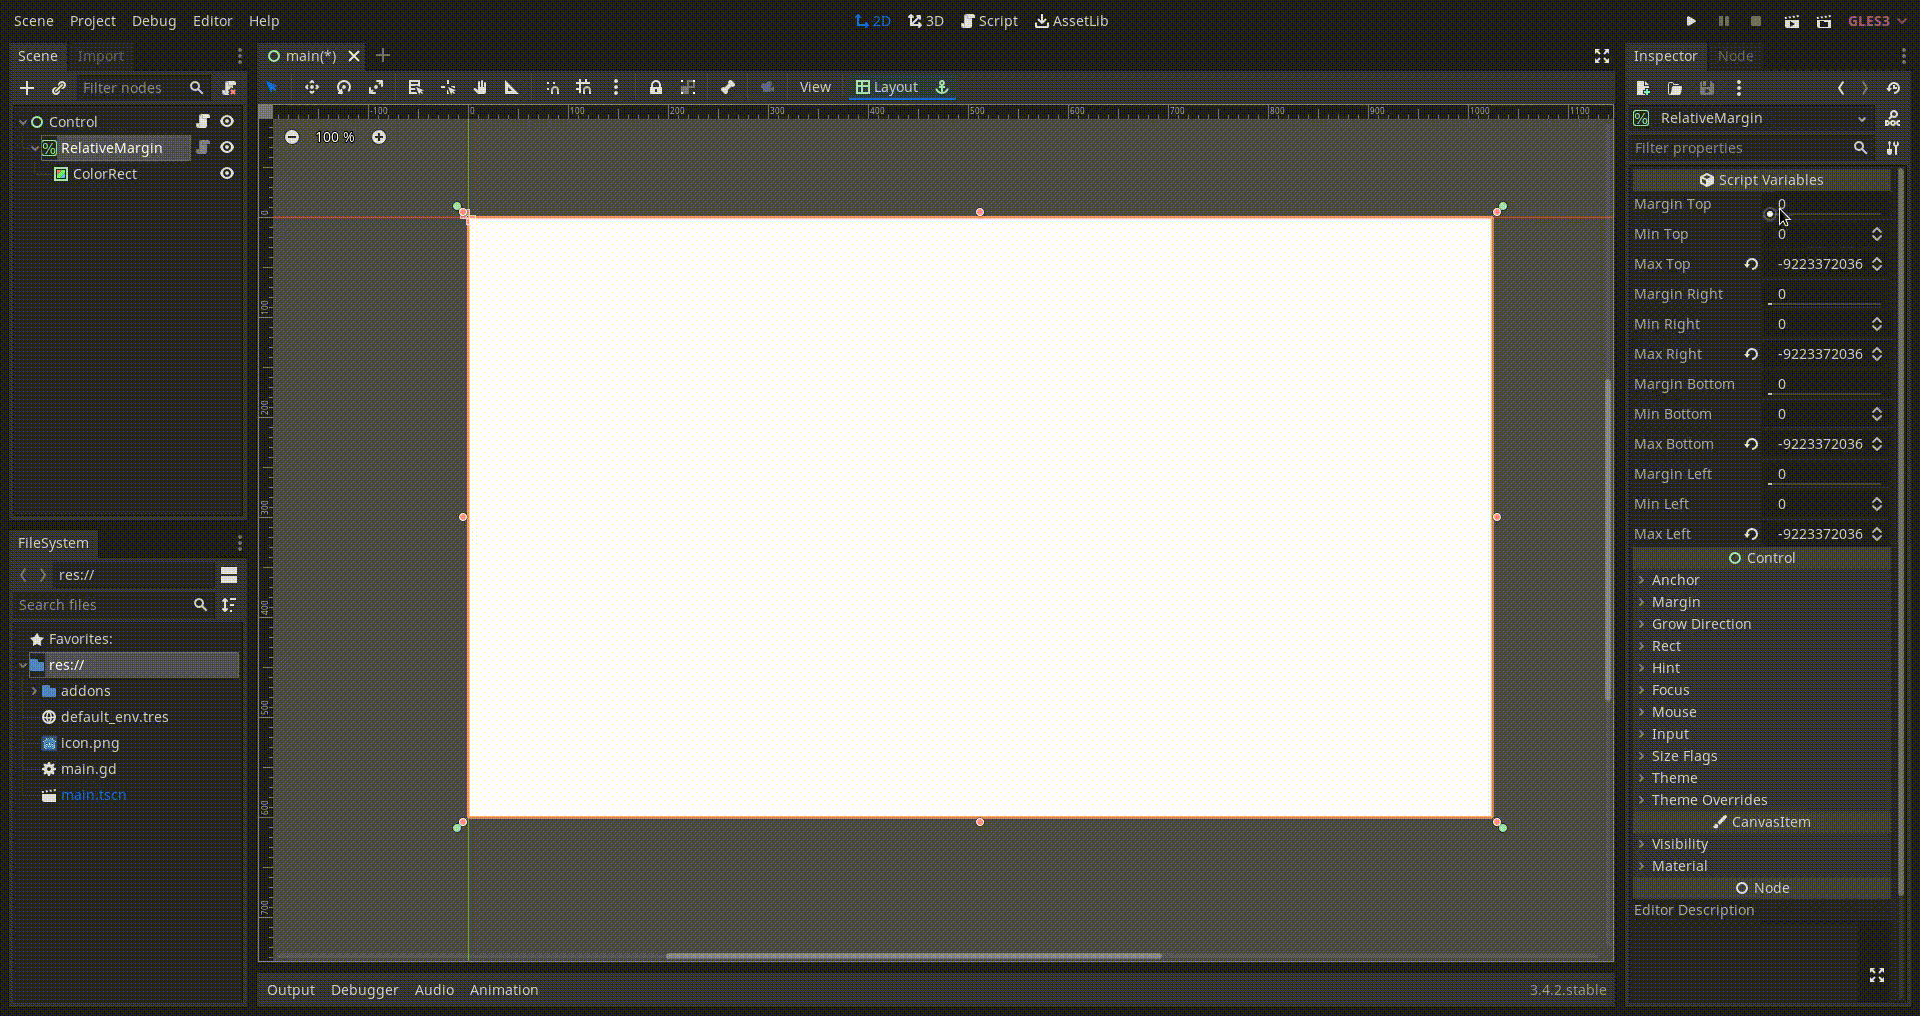 Scene Project Debug Editor Help 2D 3D Script AssetLib GLES3
Scene Import
Filter nodes
Control
RelativeMargin
ColorRect
FileSystem
res://
Search files
Favorites:
res://
addons
default_env.tres
icon.png
main.gd
main.tscn
main(*)
View Layout
-100 0 100 200 300 400 500 600 700 800 900 1000 1100
100 %
0
100
200
300
400
500
600
700
Output Debugger Audio Animation 3.4.2.stable
Inspector Node
RelativeMargin
Filter properties
Script Variables
Margin Top 0
Min Top 0
Max Top -9223372036
Margin Right 0
Min Right 0
Max Right -9223372036
Margin Bottom 0
Min Bottom 0
Max Bottom -9223372036
Margin Left 0
Min Left 0
Max Left -9223372036
Control
Anchor
Margin
Grow Direction
Rect
Hint
Focus
Mouse
Input
Size Flags
Theme
Theme Overrides
CanvasItem
Visibility
Material
Node
Editor Description